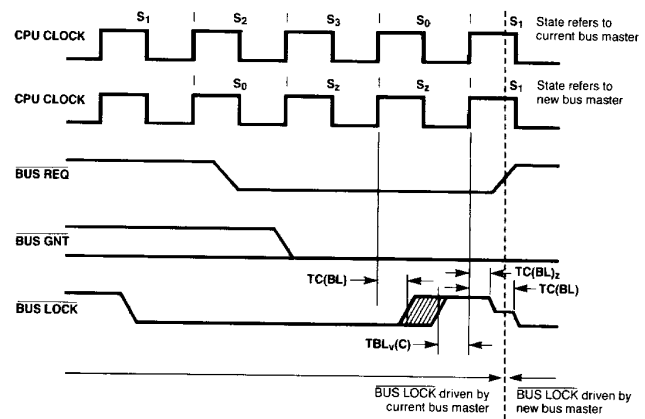 S1 S2 S3 S0 S1
CPU CLOCK
State refers to
current bus master
S0 Sz Sz S1
CPU CLOCK
State refers to
new bus master
BUS REQ
BUS GNT
TC(BL)
TC(BL)z
TC(BL)
BUS LOCK
TBLv(C)
BUS LOCK driven by
current bus master
BUS LOCK driven by
new bus master